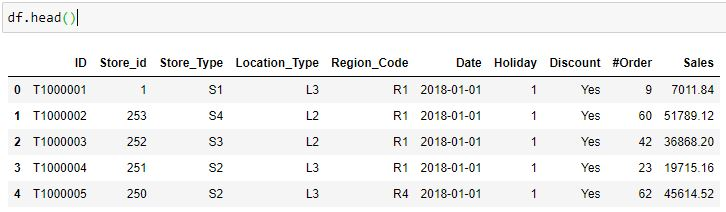 df.head()
ID Store_id Store_Type Location_Type Region_Code Date Holiday Discount #Order Sales
0 T1000001 1 S1 L3 R1 2018-01-01 1 Yes 9 7011.84
1 T1000002 253 S4 L2 R1 2018-01-01 1 Yes 60 51789.12
2 T1000003 252 S3 L2 R1 2018-01-01 1 Yes 42 36868.20
3 T1000004 251 S2 L3 R1 2018-01-01 1 Yes 23 19715.16
4 T1000005 250 S2 L3 R4 2018-01-01 1 Yes 62 45614.52